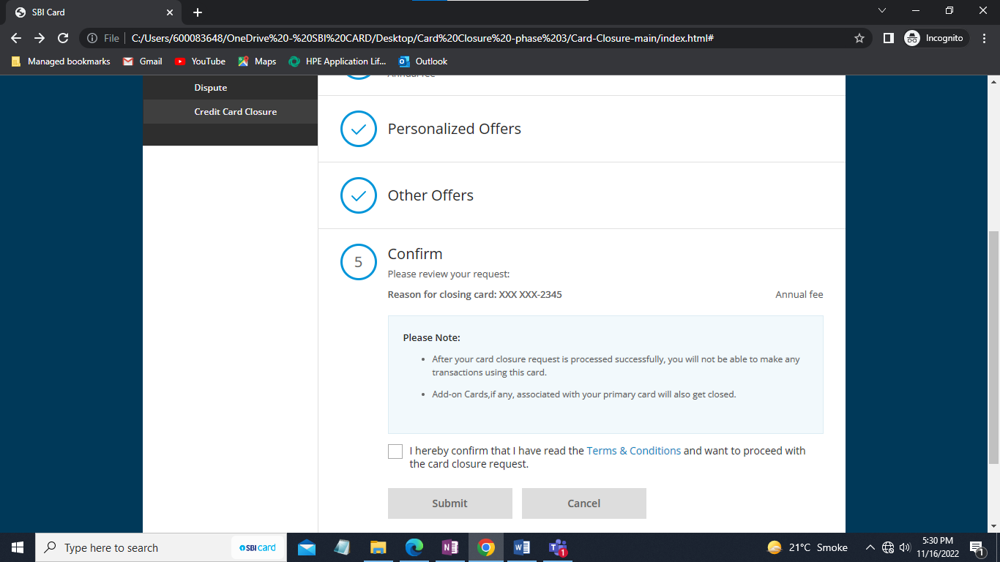 SBI Card
File
C:/Users/600083648/OneDrive%20-%20SBI%20CARD/Desktop/Card%20Closure%20-phase%203/Card-Closure-main/index.html#
Incognito
Managed bookmarks
Gmail
YouTube
Maps
HPE Application Lif...
Outlook
Dispute
Credit Card Closure
Annual fee
Personalized Offers
Other Offers
5
Confirm
Please review your request:
Reason for closing card: XXX XXX-2345
Annual fee
Please Note:
• After your card closure request is processed successfully, you will not be able to make any
transactions using this card.
• Add-on Cards,if any, associated with your primary card will also get closed.
I hereby confirm that I have read the Terms & Conditions and want to proceed with
the card closure request.
Submit
Cancel
Type here to search
SBI card
21°C Smoke
5:30 PM
11/16/2022
1
1